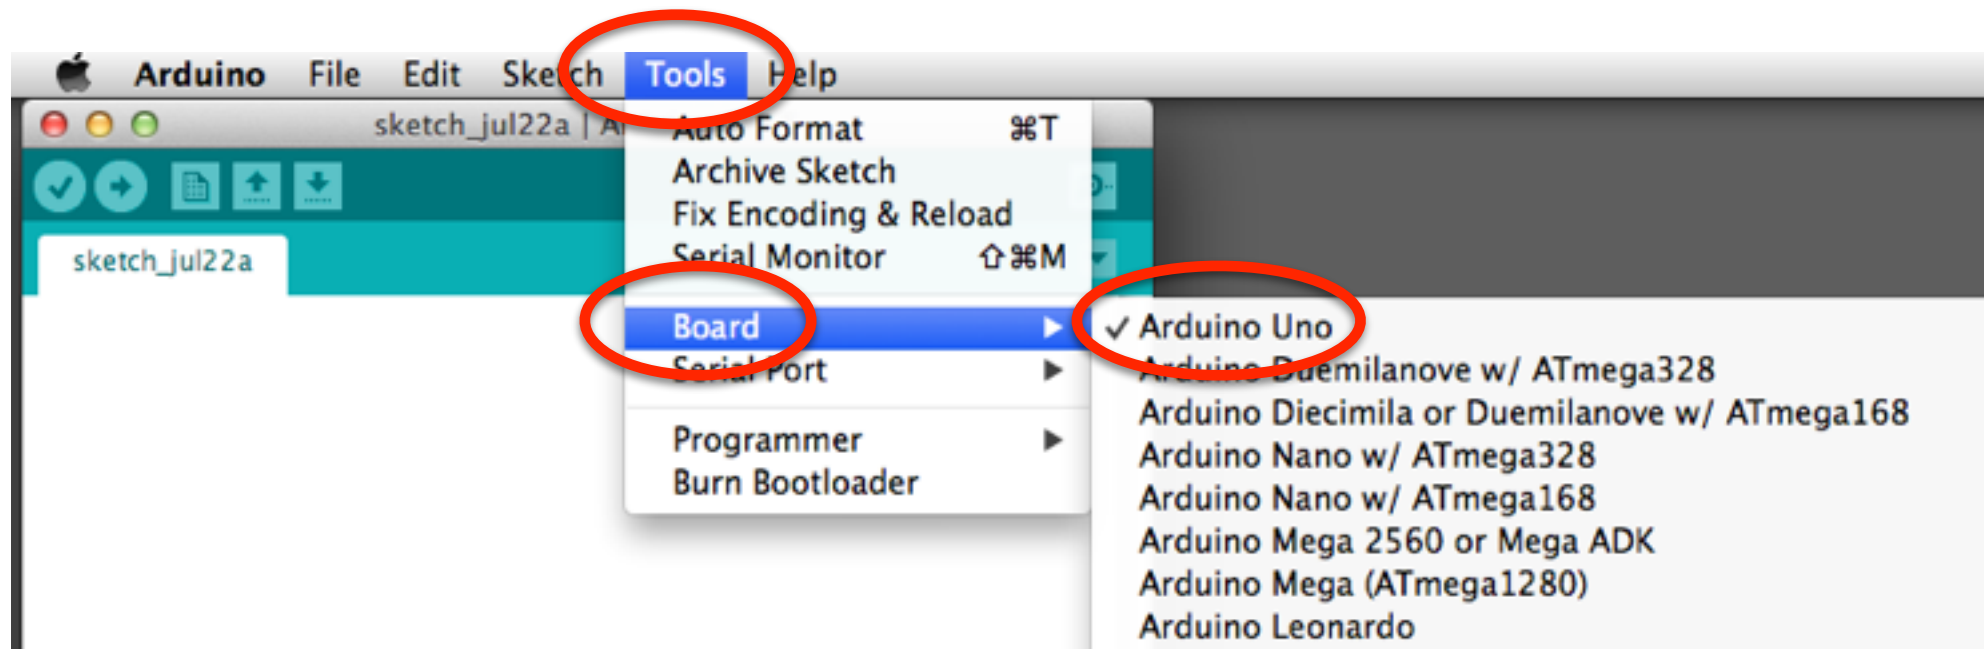 Arduino File Edit Sketch Tools Help
sketch_jul22a | A
Auto Format ⌘T
Archive Sketch
Fix Encoding & Reload
sketch_jul22a
Serial Monitor ⇧⌘M
Board
✓ Arduino Uno
Serial Port
Arduino Duemilanove w/ ATmega328
Arduino Diecimila or Duemilanove w/ ATmega168
Programmer
Arduino Nano w/ ATmega328
Burn Bootloader
Arduino Nano w/ ATmega168
Arduino Mega 2560 or Mega ADK
Arduino Mega (ATmega1280)
Arduino Leonardo